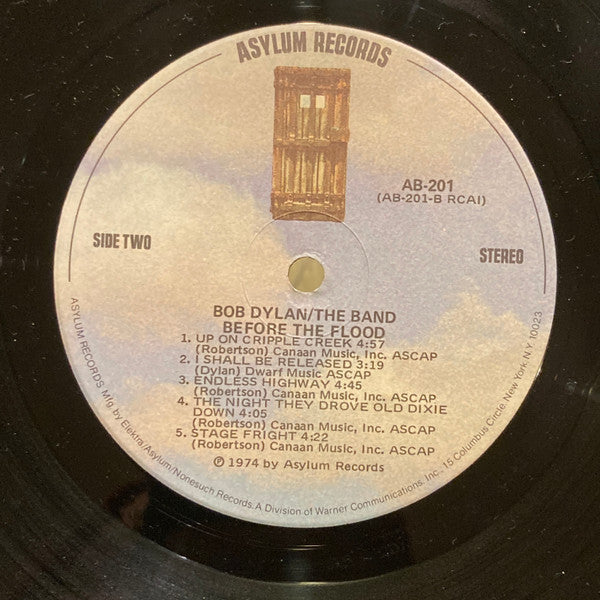 ASYLUM RECORDS
AB-201
(AB-201-B RCAI)
SIDE TWO
STEREO
BOB DYLAN/THE BAND
BEFORE THE FLOOD
1. UP ON CRIPPLE CREEK 4:57
(Robertson) Canaan Music, Inc. ASCAP
2. I SHALL BE RELEASED 3:19
(Dylan) Dwarf Music ASCAP
3. ENDLESS HIGHWAY 4:45
(Robertson) Canaan Music, Inc. ASCAP
4. THE NIGHT THEY DROVE OLD DIXIE
DOWN 4:05
(Robertson) Canaan Music, Inc. ASCAP
5. STAGE FRIGHT 4:22
(Robertson) Canaan Music, Inc. ASCAP
℗ 1974 by Asylum Records
ASYLUM RECORDS Mfg. by Elektra/Asylum/Nonesuch Records. A Division of Warner Communications, Inc. 15 Columbus Circle, New York, N.Y. 10023